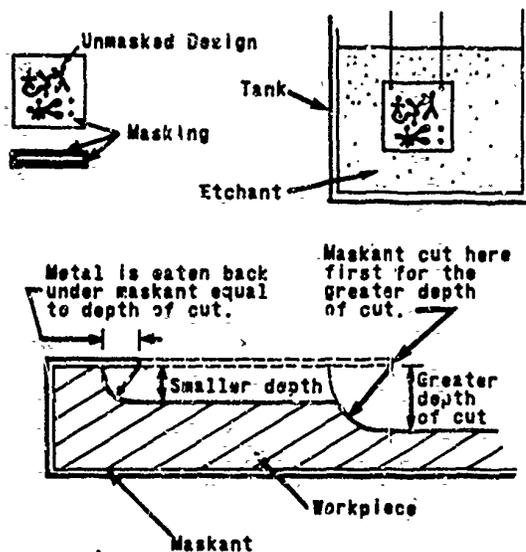 Unmasked Design
Masking
Tank
Etchant
Metal is eaten back
under maskant equal
to depth of cut.
Maskant cut here
first for the
greater depth
of cut.
Smaller depth
Greater
depth
of cut
Workpiece
Maskant